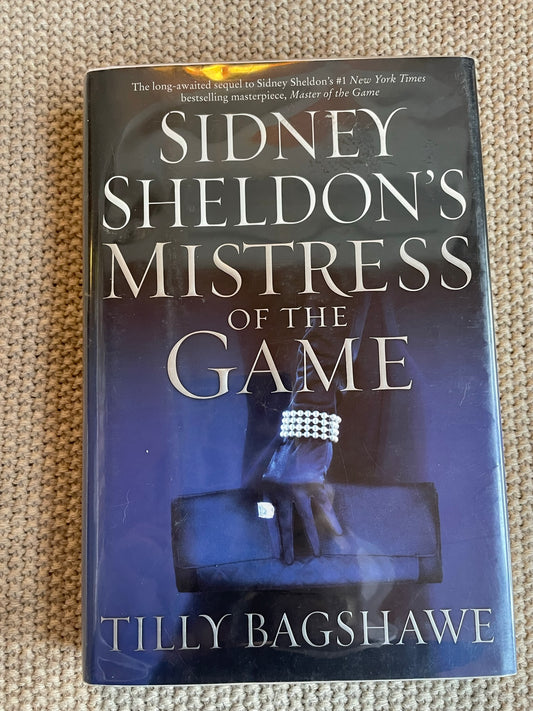 The long-awaited sequel to Sidney Sheldon's #1 New York Times
bestselling masterpiece, Master of the Game
SIDNEY
SHELDON'S
MISTRESS
OF THE
GAME
TILLY BAGSHAWE